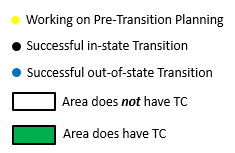 Working on Pre-Transition Planning
Successful in-state Transition
Successful out-of-state Transition
Area does not have TC
Area does have TC